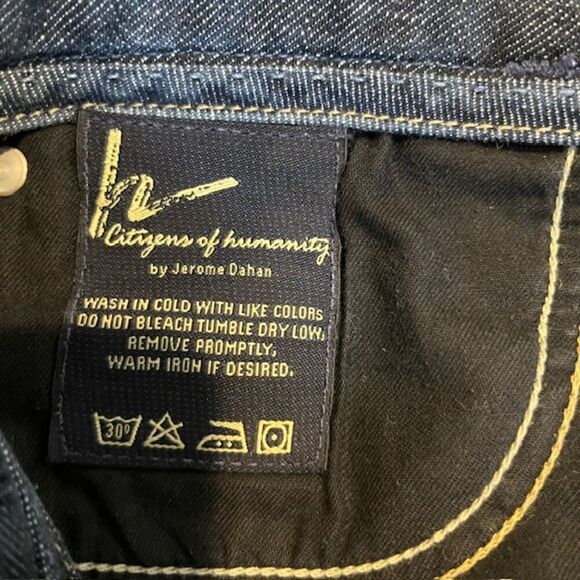 Citizens of humanity
by Jerome Dahan
WASH IN COLD WITH LIKE COLORS
DO NOT BLEACH TUMBLE DRY LOW,
REMOVE PROMPTLY,
WARM IRON IF DESIRED.
30°